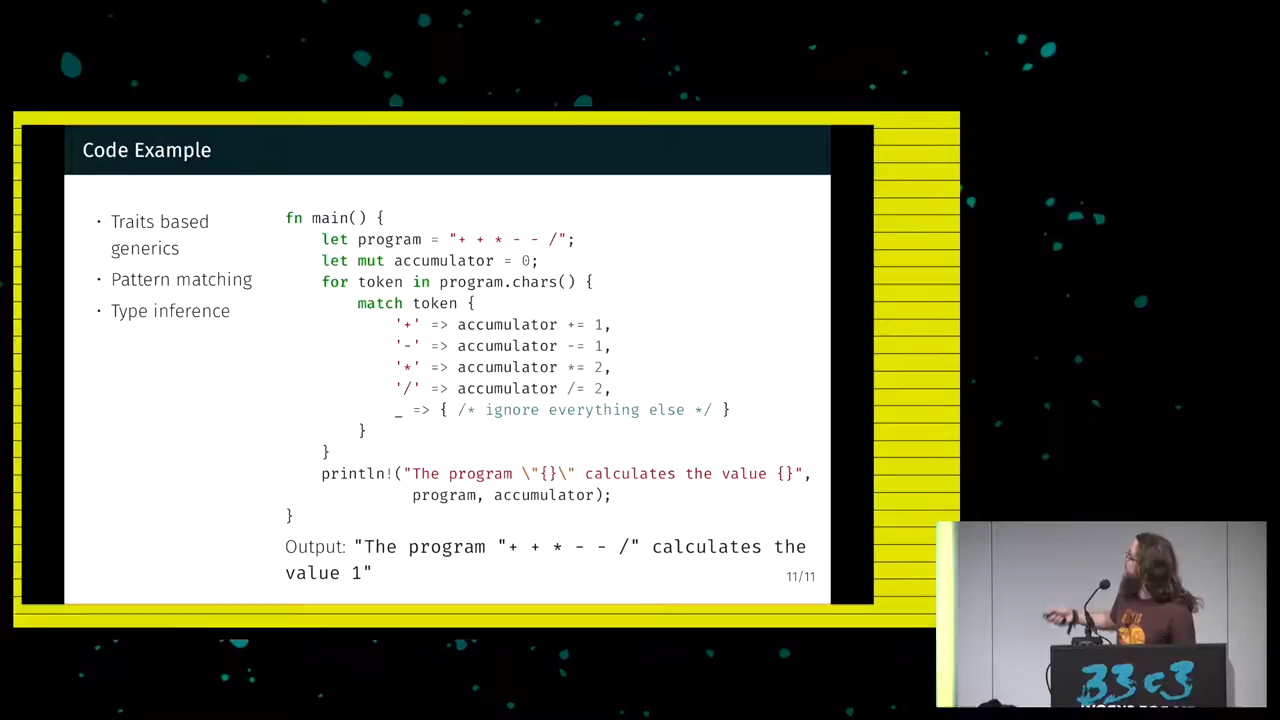 Code Example
• Traits based
generics
• Pattern matching
• Type inference
fn main() {
    let program = "+ + * - - /";
    let mut accumulator = 0;
    for token in program.chars() {
        match token {
            '+' => accumulator += 1,
            '-' => accumulator -= 1,
            '*' => accumulator *= 2,
            '/' => accumulator /= 2,
            _ => { /* ignore everything else */ }
        }
    }
    println!("The program \"{}\" calculates the value {}",
              program, accumulator);
}
Output: "The program "+ + * - - /" calculates the
value 1"
11/11
33c3